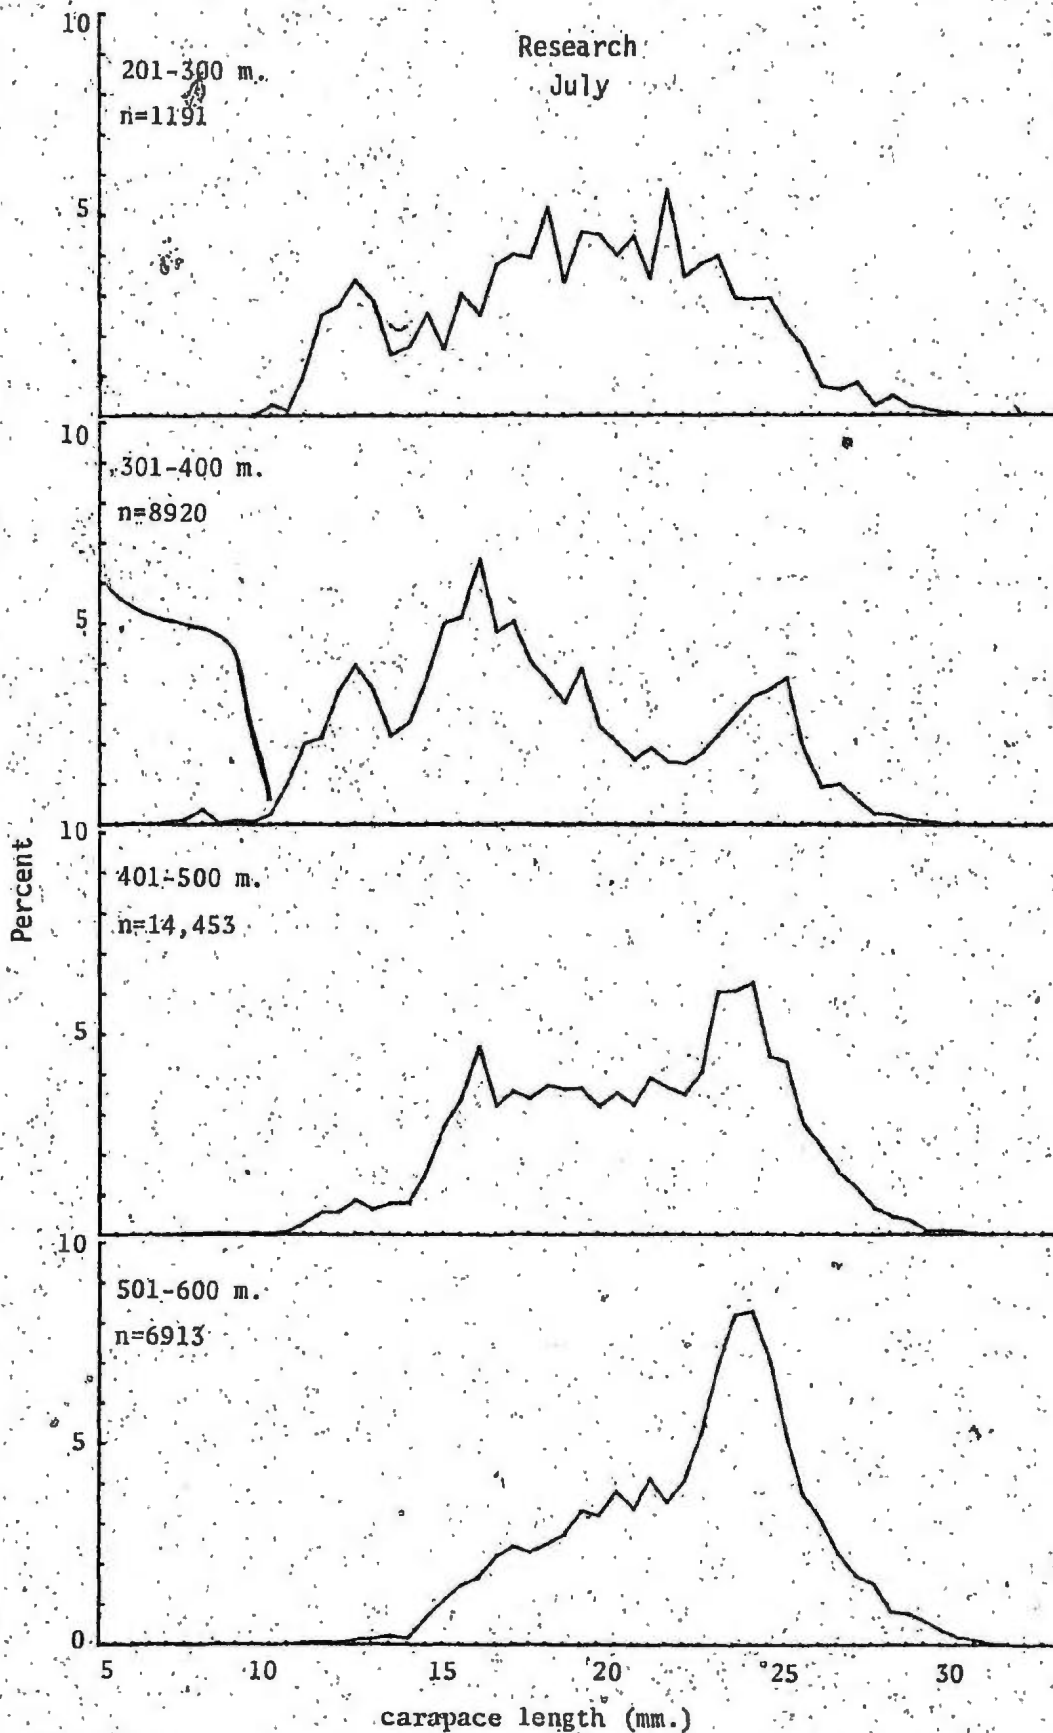 Research
July
10
201-300 m.
n=1191
5
10
301-400 m.
n=8920
5
10
401-500 m.
n=14,453
5
10
501-600 m.
n=6913
5
0
5 10 15 20 25 30
carapace length (mm.)
Percent